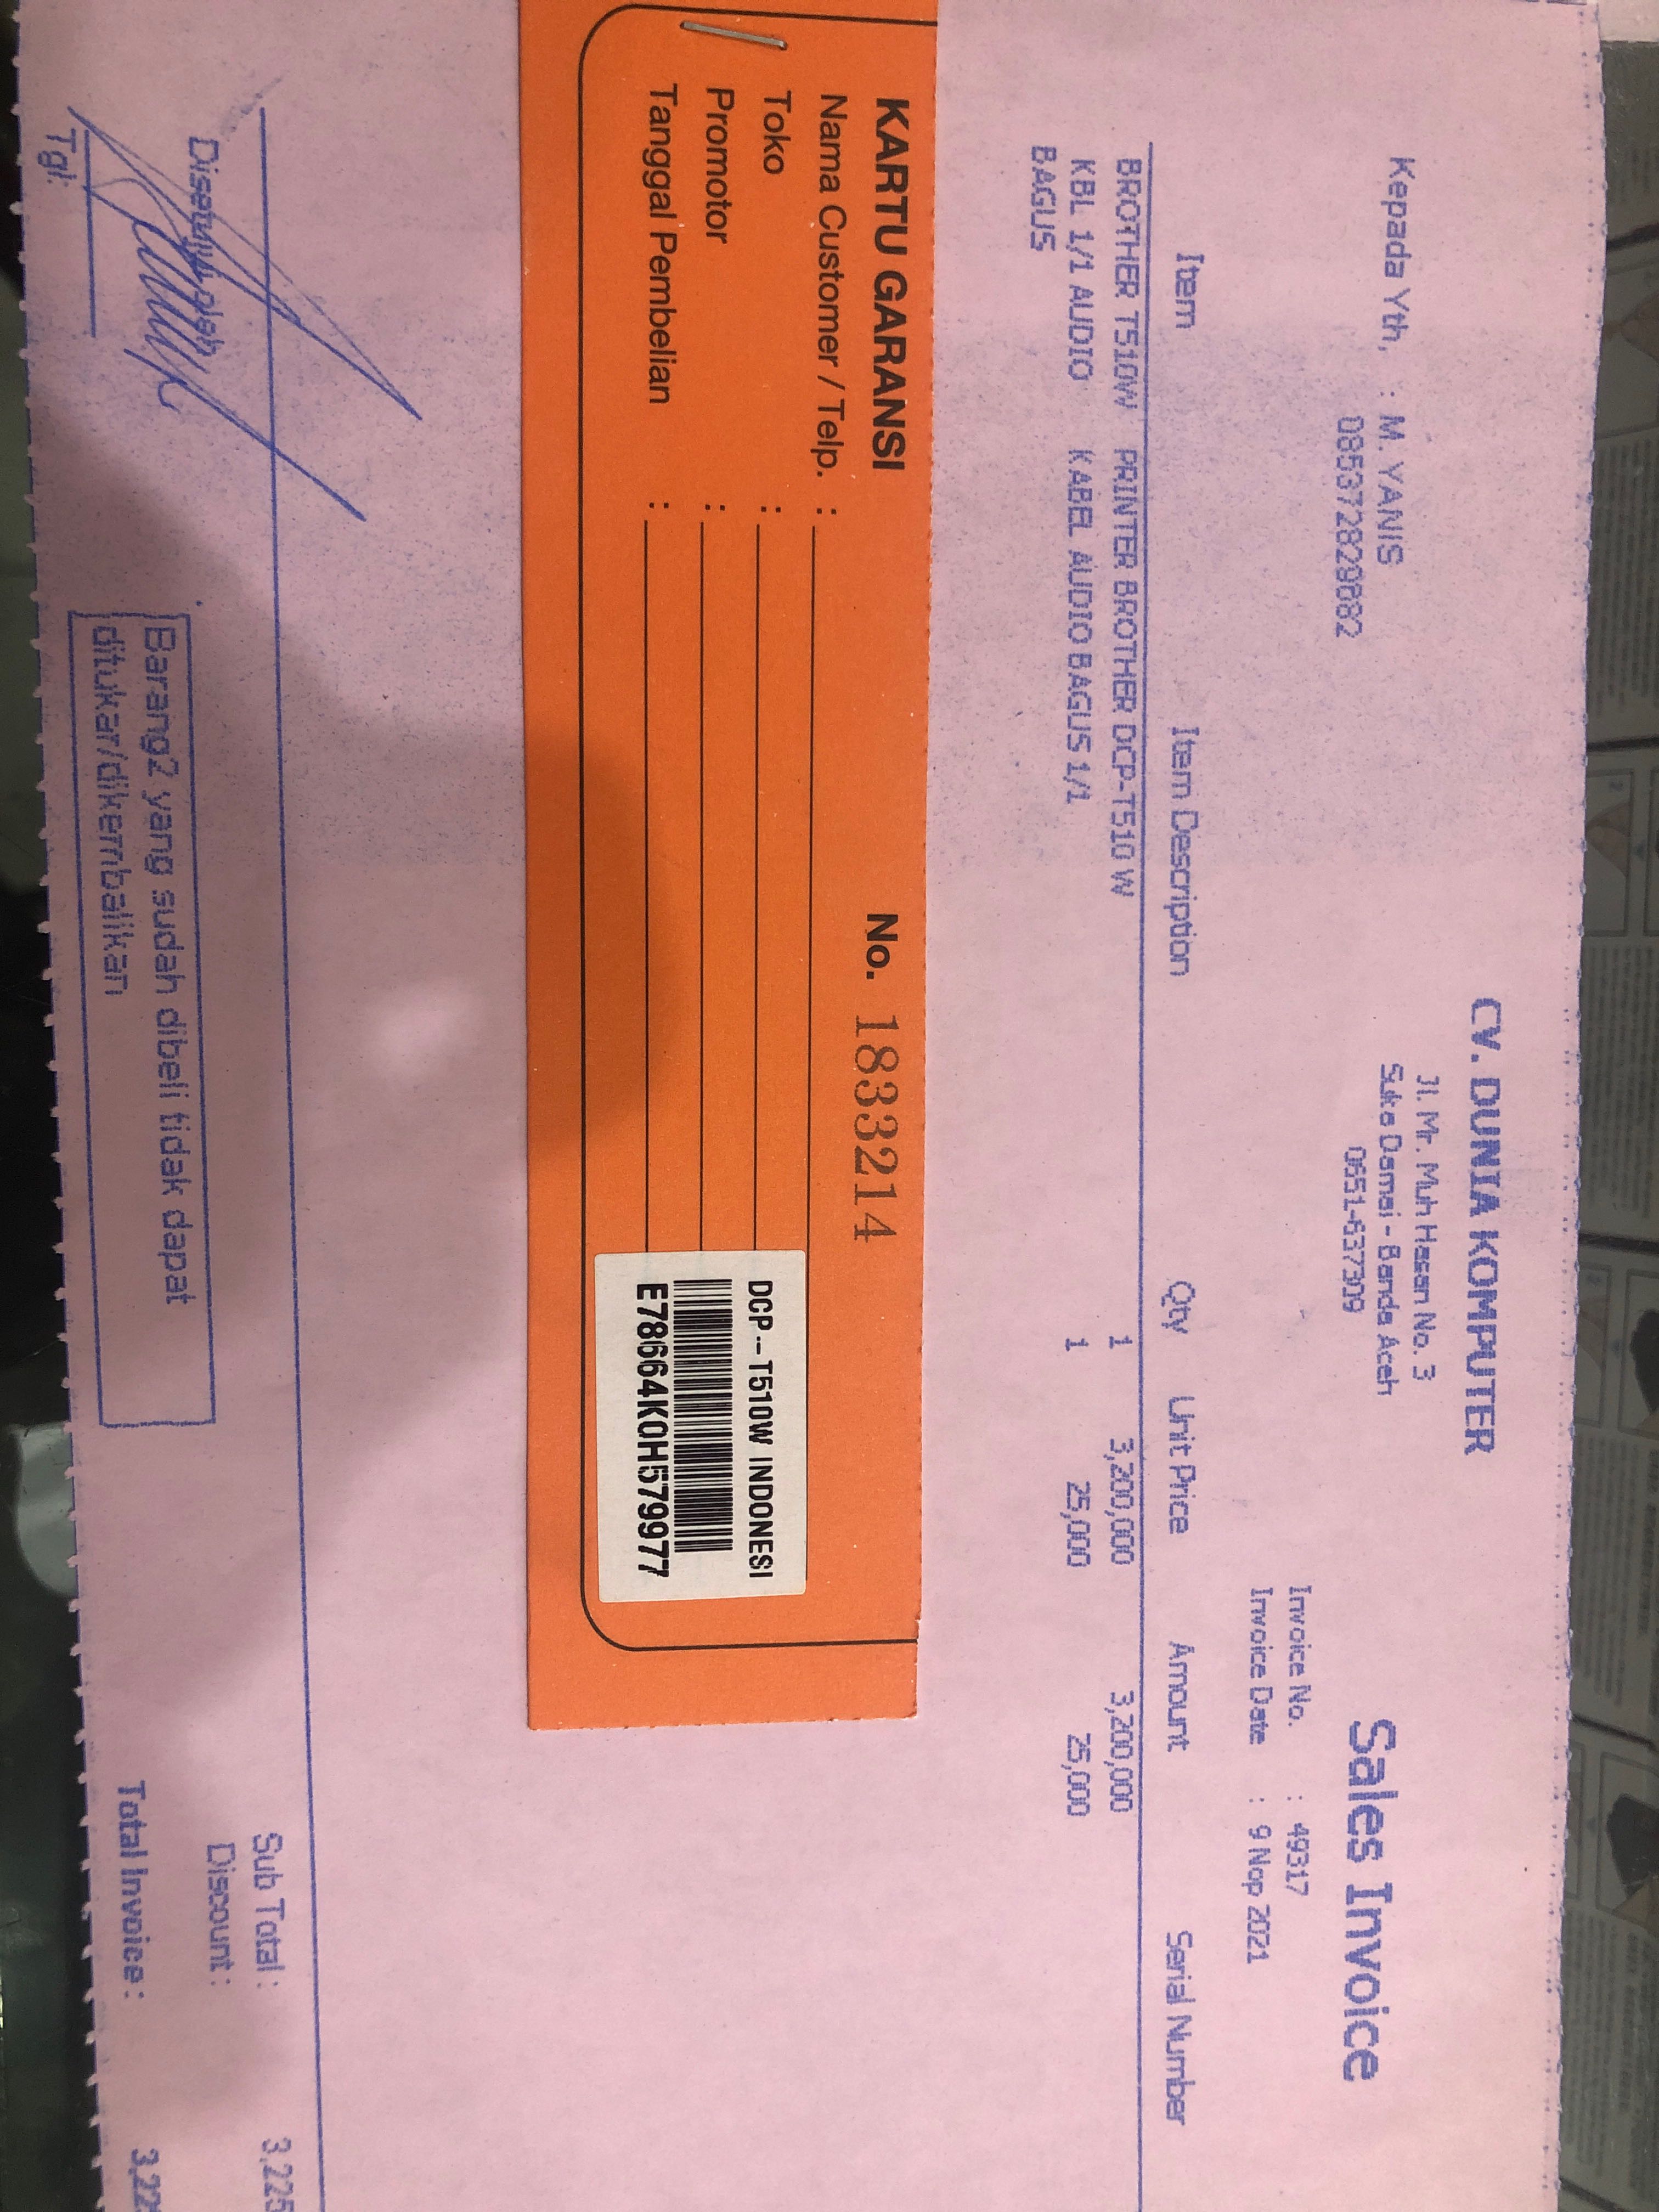 CV. DUNIA KOMPUTER
Jl. Mr. Muh Hasan No. 3
Suka Damai - Banda Aceh
0651-637309
Sales Invoice
Kepada Yth, : M. YANIS
085372828882
Invoice No. : 49317
Invoice Date : 9 Nop 2021
Item Item Description Qty Unit Price Amount Serial Number
BROTHER T510W PRINTER BROTHER DCP-T510 W 1 3,200,000 3,200,000
KBL 1/1 AUDIO KABEL AUDIO BAGUS 1/1 1 25,000 25,000
BAGUS
KARTU GARANSI No. 1833214
Nama Customer / Telp. :
Toko :
Promotor :
Tanggal Pembelian :
DCP--T510W INDONESI
E78664K0H579977
Disetujui oleh
Tgl:
Barang2 yang sudah dibeli tidak dapat
ditukar/dikembalikan
Sub Total : 3,225
Discount :
Total Invoice : 3,22